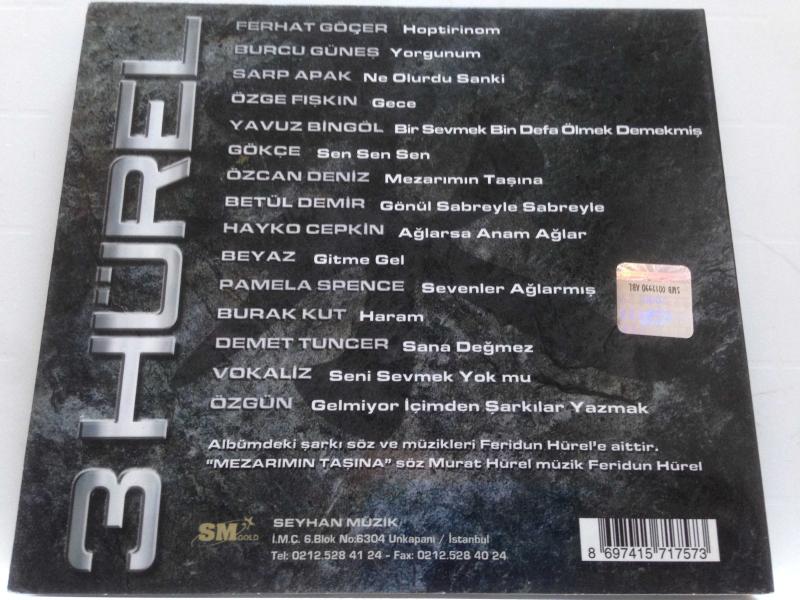 3 HÜREL
FERHAT GÖÇER Hoptirinom
BURCU GÜNEŞ Yorgunum
SARP APAK Ne Olurdu Sanki
ÖZGE FIŞKIN Gece
YAVUZ BİNGÖL Bir Sevmek Bin Defa Ölmek Demekmiş
GÖKÇE Sen Sen Sen
ÖZCAN DENİZ Mezarımın Taşına
BETÜL DEMİR Gönül Sabreyle Sabreyle
HAYKO CEPKİN Ağlarsa Anam Ağlar
BEYAZ Gitme Gel
PAMELA SPENCE Sevenler Ağlarmış
BURAK KUT Haram
DEMET TUNCER Sana Değmez
VOKALİZ Seni Sevmek Yok mu
ÖZGÜN Gelmiyor İçimden Şarkılar Yazmak
SMB 0013990 ABL
Albümdeki şarkı söz ve müzikleri Feridun Hürel'e aittir.
"MEZARIMIN TAŞINA" söz Murat Hürel müzik Feridun Hürel
SM GOLD
SEYHAN MÜZİK
İ.M.Ç. 6.Blok No:6304 Unkapanı / İstanbul
Tel: 0212.528 41 24 - Fax: 0212.528 40 24
8 697415 717573